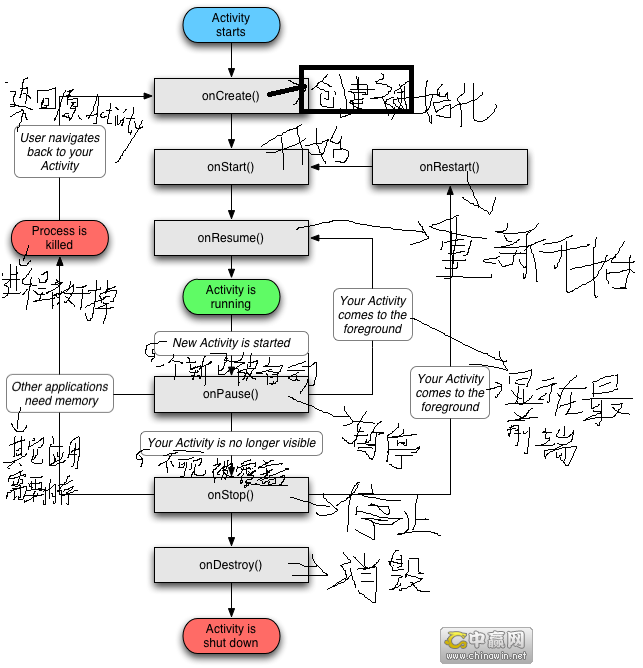 Activity
starts
返回原Activity
onCreate()
创建初始化
User navigates
back to your
Activity
onStart()
开始
onRestart()
Process is
killed
onResume()
重新开始
进程被干掉
Activity is
running
Your Activity
comes to the
foreground
New Activity is started
一个新的被启动
Other applications
need memory
onPause()
Your Activity
comes to the
foreground
显示在最
前端
暂停
Your Activity is no longer visible
不可见 被覆盖
其它应用
需要内存
onStop()
停止
onDestroy()
消毁
Activity is
shut down
中赢网
www.chinawin.net